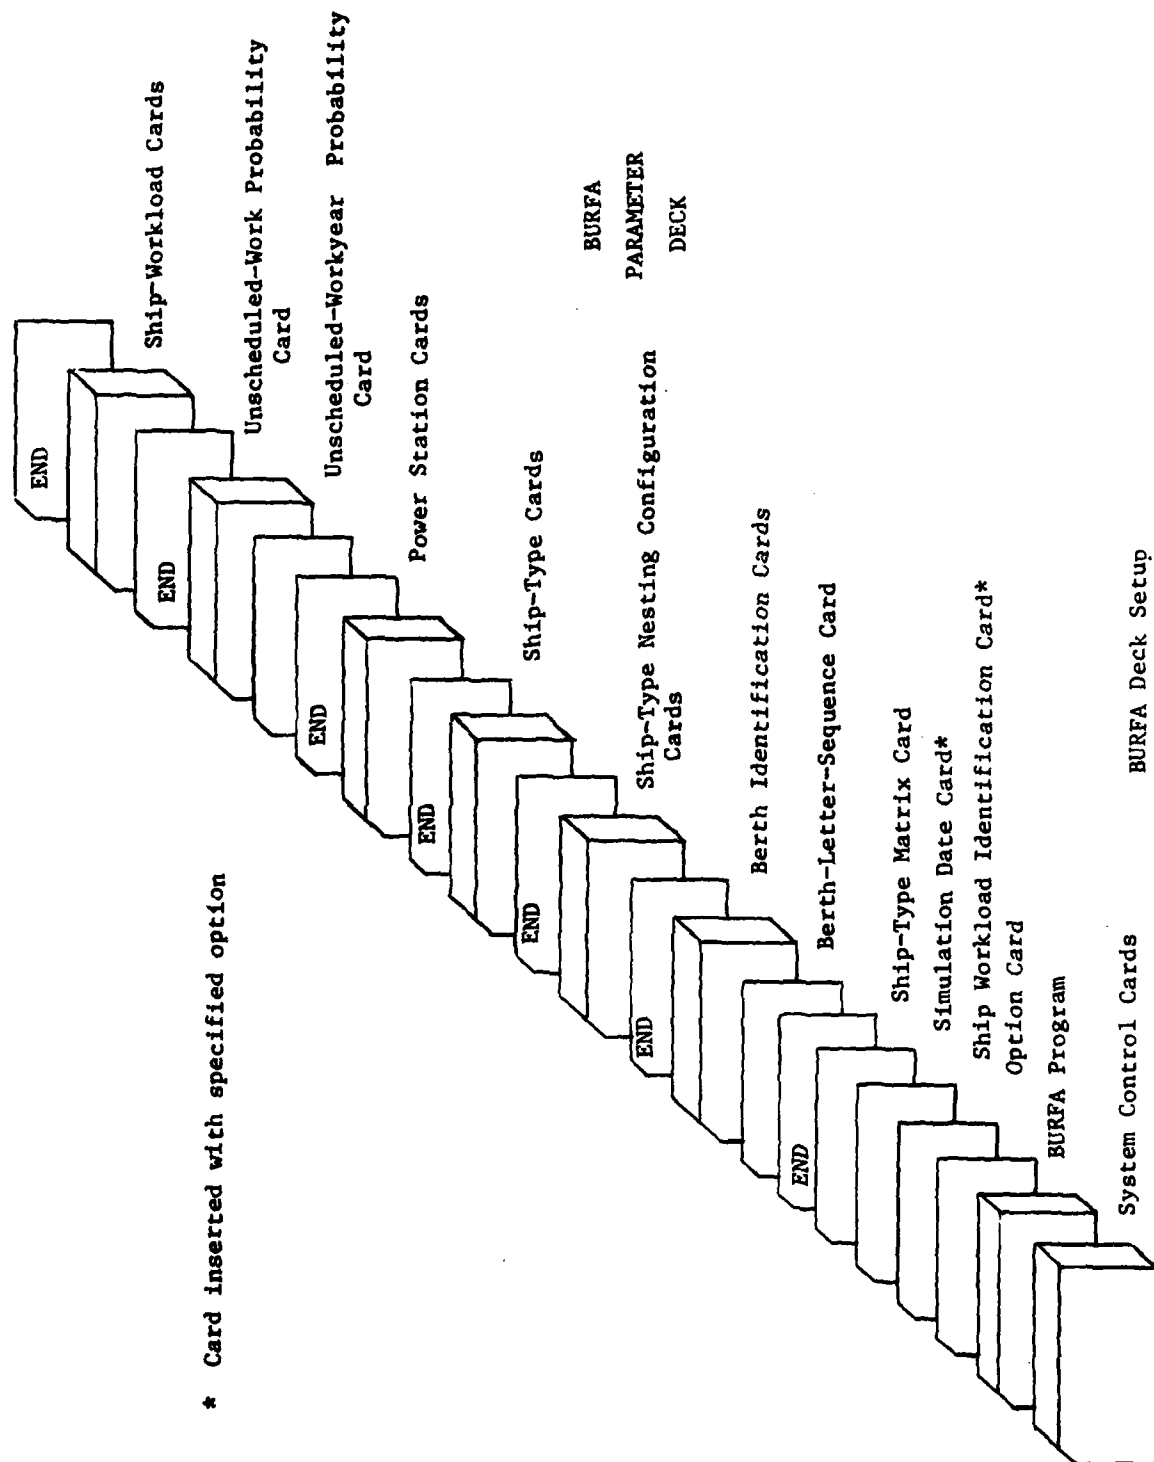 END
Ship-Workload Cards
END
Unscheduled-Work Probability
Card
Unscheduled-Workyear Probability
Card
END
Power Station Cards
END
Ship-Type Cards
END
Ship-Type Nesting Configuration
Cards
END
Berth Identification Cards
Berth-Letter-Sequence Card
END
Ship-Type Matrix Card
Simulation Date Card*
Ship Workload Identification Card*
Option Card
BURFA Program
System Control Cards
BURFA
PARAMETER
DECK
* Card inserted with specified option
BURFA Deck Setup